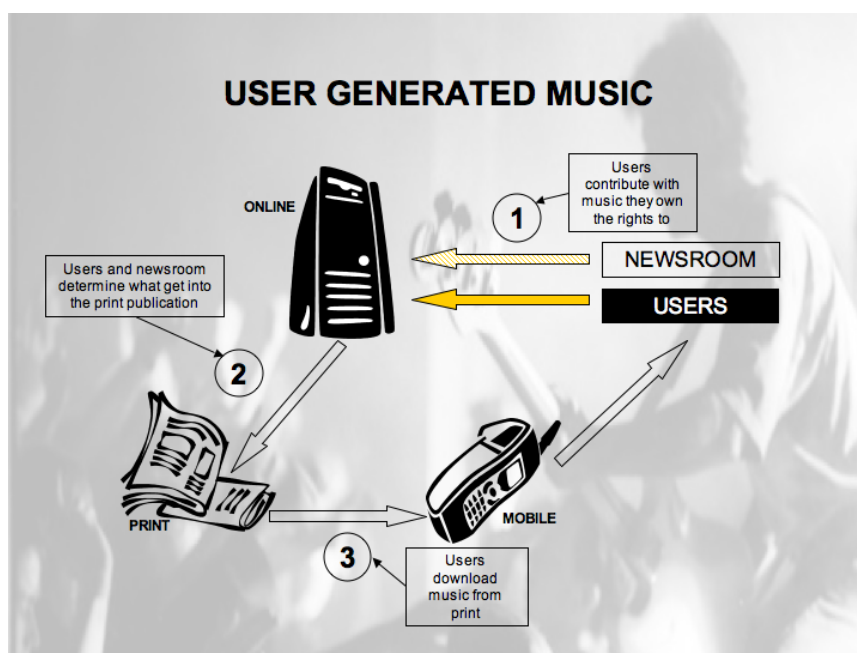 USER GENERATED MUSIC
Users
contribute with
music they own
the rights to
1
ONLINE
NEWSROOM
USERS
Users and newsroom
determine what get into
the print publication
2
PRINT
MOBILE
3
Users
download
music from
print